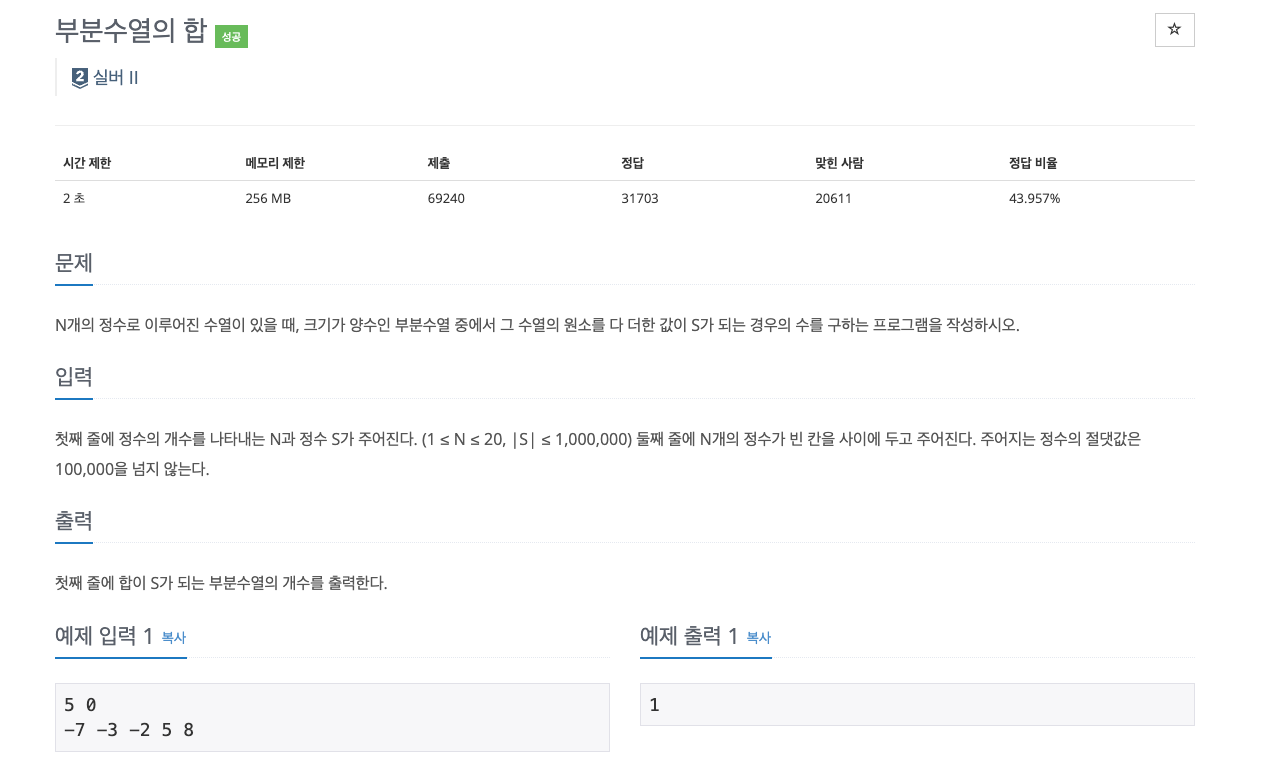 부분수열의 합 성공
☆
2 실버 II
시간 제한 메모리 제한 제출 정답 맞힌 사람 정답 비율
2 초 256 MB 69240 31703 20611 43.957%
문제
N개의 정수로 이루어진 수열이 있을 때, 크기가 양수인 부분수열 중에서 그 수열의 원소를 다 더한 값이 S가 되는 경우의 수를 구하는 프로그램을 작성하시오.
입력
첫째 줄에 정수의 개수를 나타내는 N과 정수 S가 주어진다. (1 ≤ N ≤ 20, |S| ≤ 1,000,000) 둘째 줄에 N개의 정수가 빈 칸을 사이에 두고 주어진다. 주어지는 정수의 절댓값은
100,000을 넘지 않는다.
출력
첫째 줄에 합이 S가 되는 부분수열의 개수를 출력한다.
예제 입력 1 복사
5 0
-7 -3 -2 5 8
예제 출력 1 복사
1